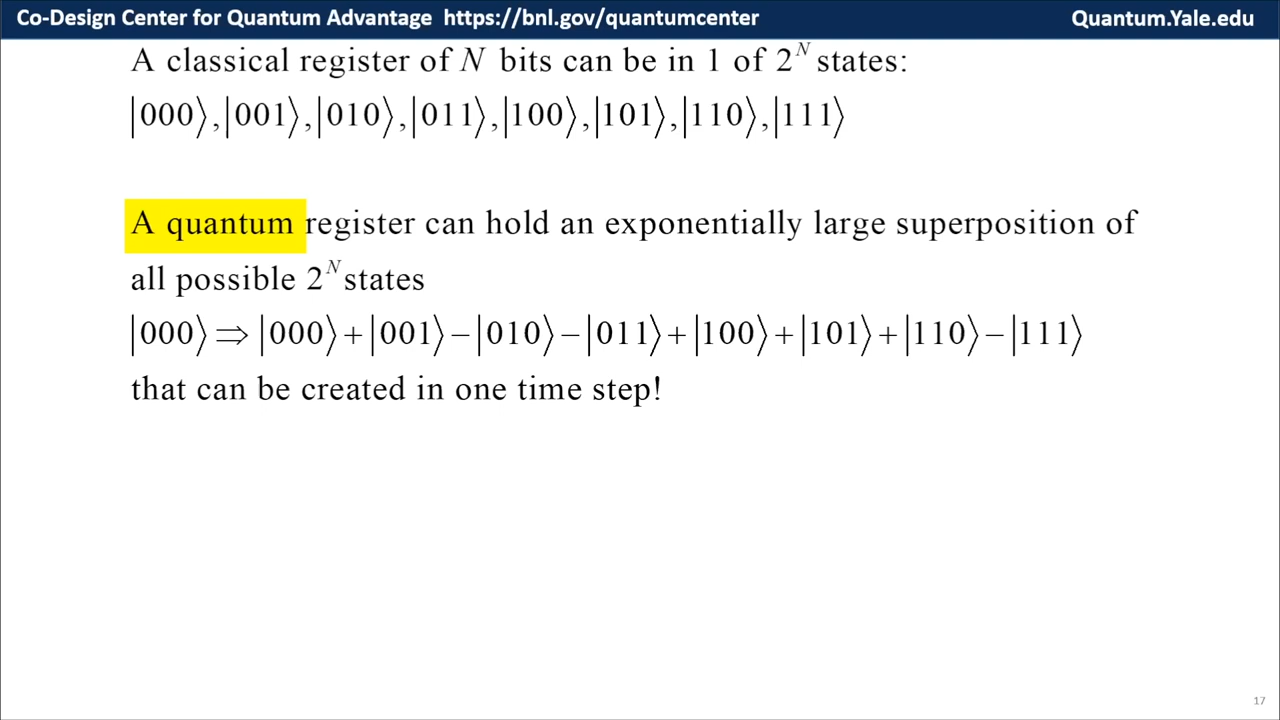 Co-Design Center for Quantum Advantage https://bnl.gov/quantumcenter Quantum.Yale.edu
A classical register of N bits can be in 1 of 2^N states:
|000⟩,|001⟩,|010⟩,|011⟩,|100⟩,|101⟩,|110⟩,|111⟩
A quantum register can hold an exponentially large superposition of
all possible 2^N states
|000⟩ ⇒ |000⟩ + |001⟩ − |010⟩ − |011⟩ + |100⟩ + |101⟩ + |110⟩ − |111⟩
that can be created in one time step!
17